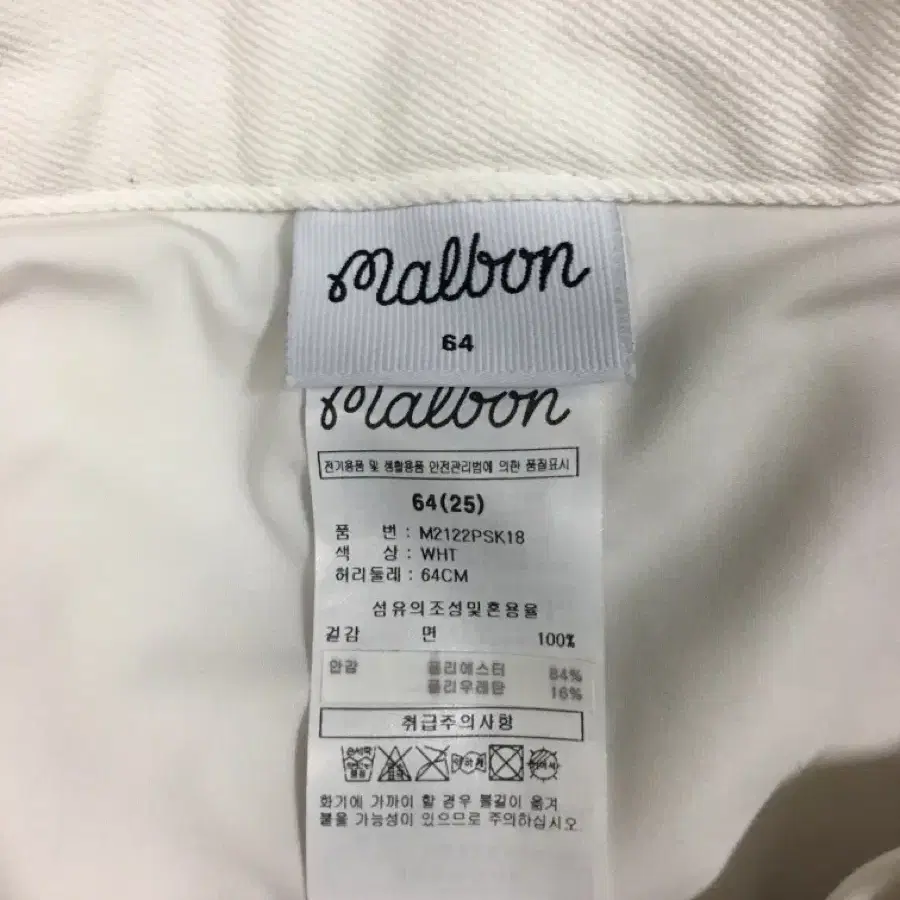 malbon
64
malbon
전기용품 및 생활용품 안전관리법에 의한 품질표시
64(25)
품 번 : M2122PSK18
색 상 : WHT
허리둘레 : 64CM
섬유의조성및혼용율
겉감 면 100%
안감 폴리에스터 84%
폴리우레탄 16%
취급주의사항
화기에 가까이 할 경우 불길이 옮겨
붙을 가능성이 있으므로 주의하십시오